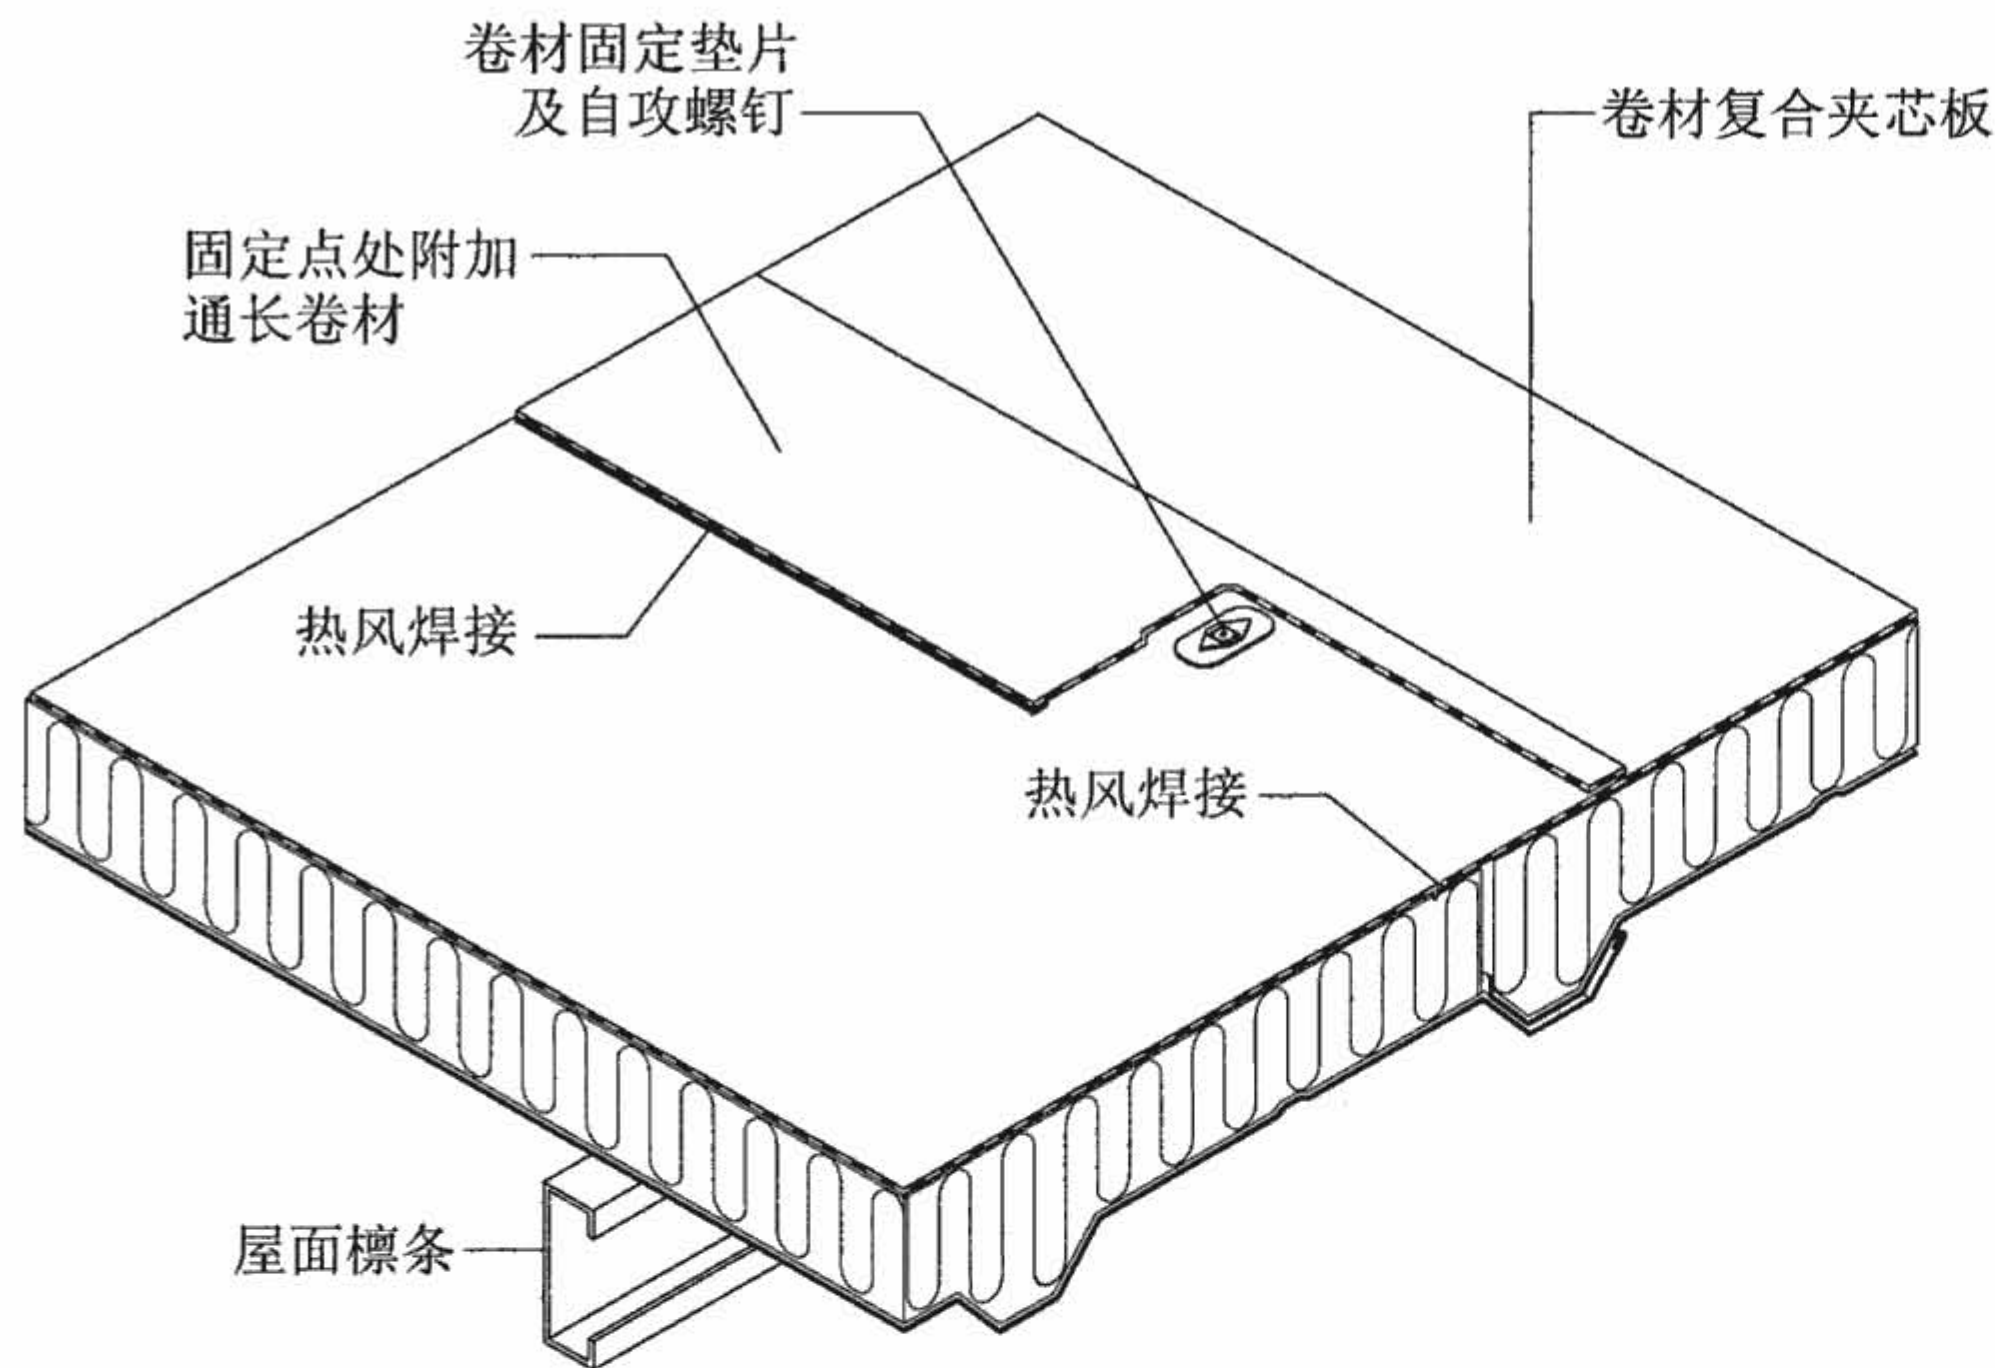 卷材固定垫片
及自攻螺钉
卷材复合夹芯板
固定点处附加
通长卷材
热风焊接
热风焊接
屋面檩条